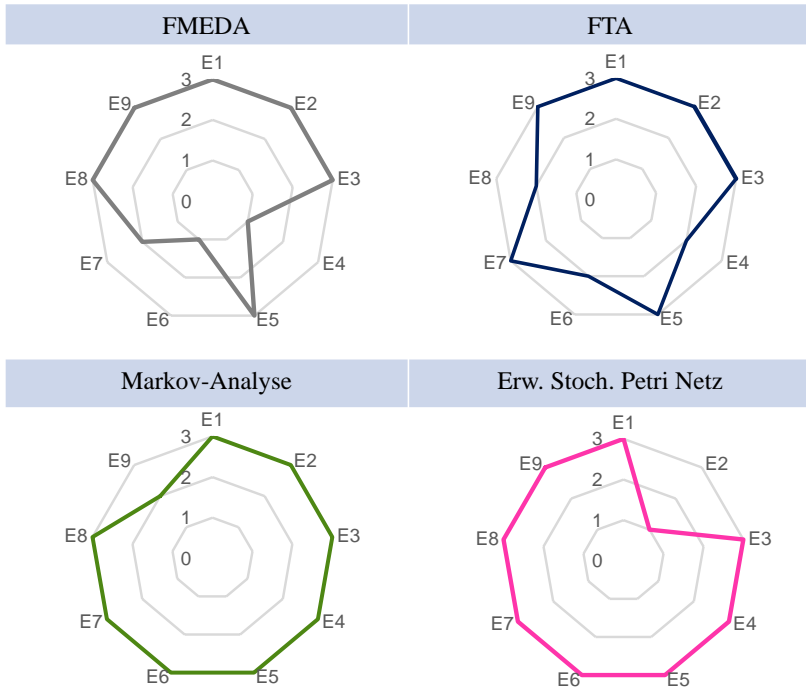 FMEDA
FTA
E1
3
E9
E2
2
1
E8
0
E3
E7
E4
E6
E5
E1
3
E9
E2
2
1
E8
0
E3
E7
E4
E6
E5
Markov-Analyse
Erw. Stoch. Petri Netz
E1
3
E9
E2
2
1
E8
0
E3
E7
E4
E6
E5
E1
3
E9
E2
2
1
E8
0
E3
E7
E4
E6
E5